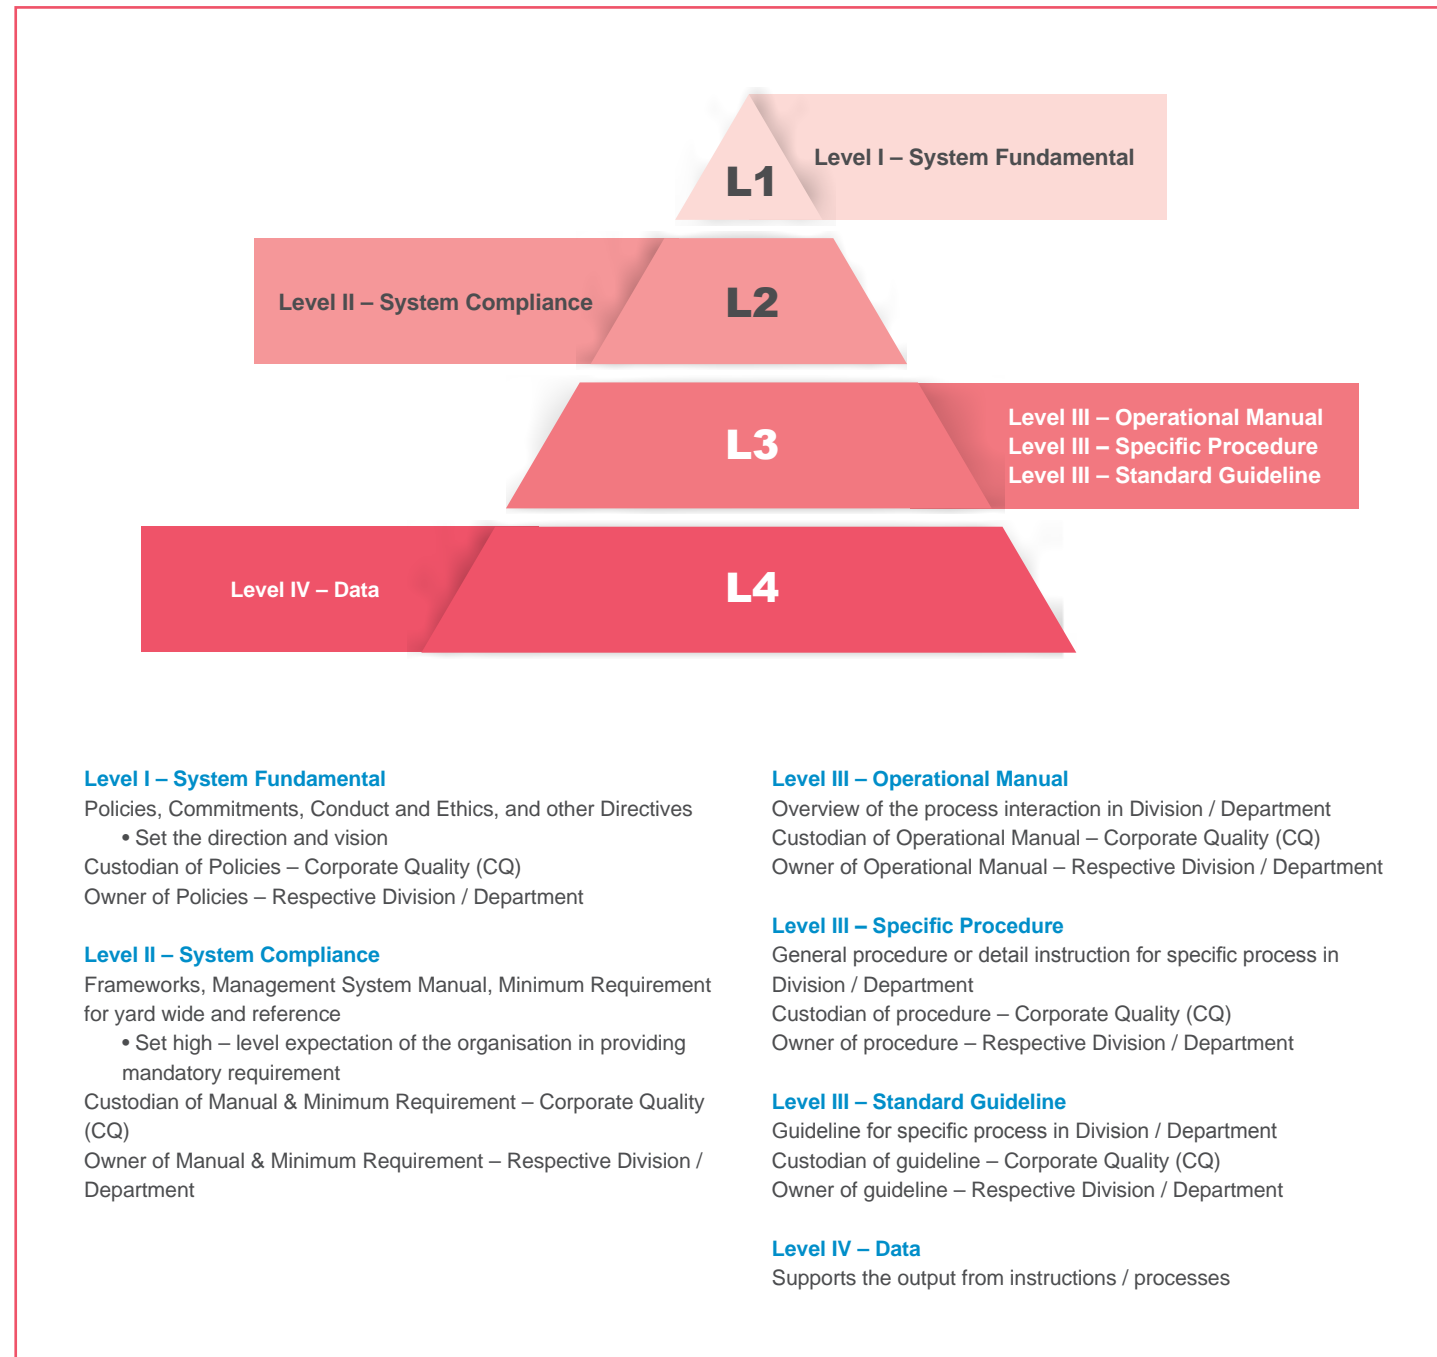 L1
Level I – System Fundamental
Level II – System Compliance
L2
L3
Level III – Operational Manual
Level III – Specific Procedure
Level III – Standard Guideline
Level IV – Data
L4
Level I – System Fundamental
Policies, Commitments, Conduct and Ethics, and other Directives
• Set the direction and vision
Custodian of Policies – Corporate Quality (CQ)
Owner of Policies – Respective Division / Department
Level II – System Compliance
Frameworks, Management System Manual, Minimum Requirement
for yard wide and reference
• Set high – level expectation of the organisation in providing
mandatory requirement
Custodian of Manual & Minimum Requirement – Corporate Quality
(CQ)
Owner of Manual & Minimum Requirement – Respective Division /
Department
Level III – Operational Manual
Overview of the process interaction in Division / Department
Custodian of Operational Manual – Corporate Quality (CQ)
Owner of Operational Manual – Respective Division / Department
Level III – Specific Procedure
General procedure or detail instruction for specific process in
Division / Department
Custodian of procedure – Corporate Quality (CQ)
Owner of procedure – Respective Division / Department
Level III – Standard Guideline
Guideline for specific process in Division / Department
Custodian of guideline – Corporate Quality (CQ)
Owner of guideline – Respective Division / Department
Level IV – Data
Supports the output from instructions / processes